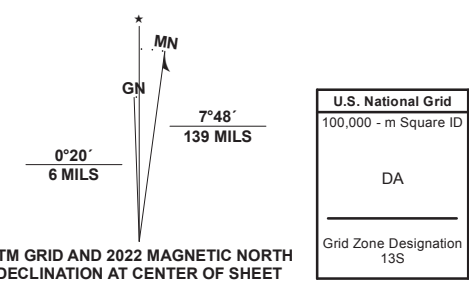 ★
MN
GN
7°48´
139 MILS
0°20´
6 MILS
TM GRID AND 2022 MAGNETIC NORTH
DECLINATION AT CENTER OF SHEET
U.S. National Grid
100,000 - m Square ID
DA
Grid Zone Designation
13S